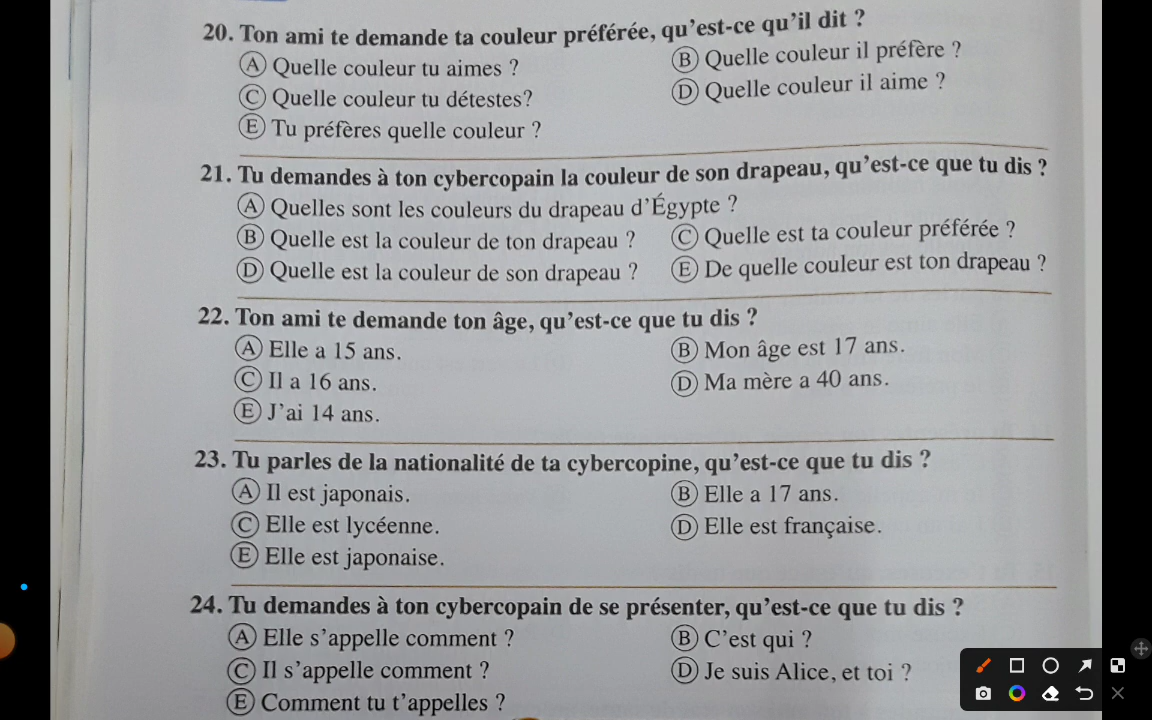 20. Ton ami te demande ta couleur préférée, qu'est-ce qu'il dit ?
A Quelle couleur tu aimes ?
B Quelle couleur il préfère ?
C Quelle couleur tu détestes?
D Quelle couleur il aime ?
E Tu préfères quelle couleur ?
21. Tu demandes à ton cybercopain la couleur de son drapeau, qu'est-ce que tu dis ?
A Quelles sont les couleurs du drapeau d'Égypte ?
B Quelle est la couleur de ton drapeau ?
C Quelle est ta couleur préférée ?
D Quelle est la couleur de son drapeau ?
E De quelle couleur est ton drapeau ?
22. Ton ami te demande ton âge, qu'est-ce que tu dis ?
A Elle a 15 ans.
B Mon âge est 17 ans.
C Il a 16 ans.
D Ma mère a 40 ans.
E J'ai 14 ans.
23. Tu parles de la nationalité de ta cybercopine, qu'est-ce que tu dis ?
A Il est japonais.
B Elle a 17 ans.
C Elle est lycéenne.
D Elle est française.
E Elle est japonaise.
24. Tu demandes à ton cybercopain de se présenter, qu'est-ce que tu dis ?
A Elle s'appelle comment ?
B C'est qui ?
C Il s'appelle comment ?
D Je suis Alice, et toi ?
E Comment tu t'appelles ?